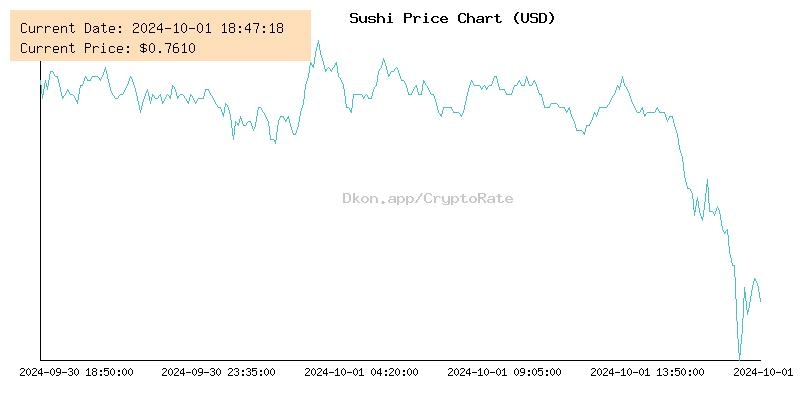 Sushi Price Chart (USD)
Current Date: 2024-10-01 18:47:18
Current Price: $0.7610
Dkon.app/CryptoRate
2024-09-30 18:50:00 2024-09-30 23:35:00 2024-10-01 04:20:00 2024-10-01 09:05:00 2024-10-01 13:50:00 2024-10-01